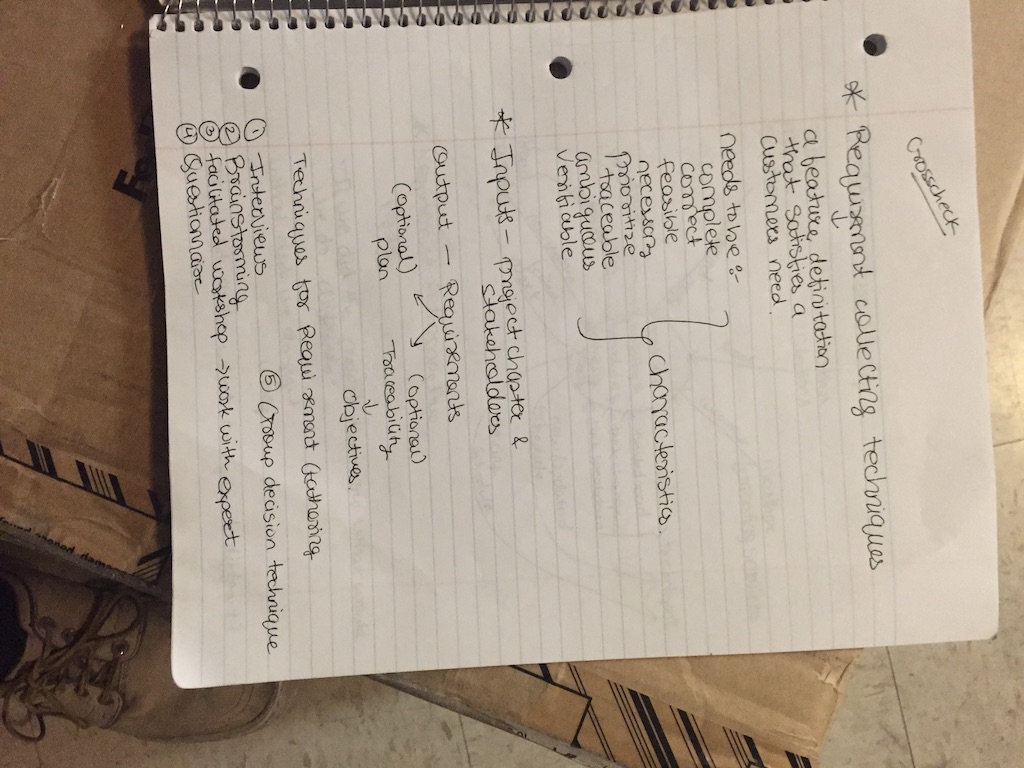 Crosscheck
* Requirement collecting techniques
a feature, definitation
that satisfies a
customers need.
needs to be :-
complete
correct
feasible
necessary
prioritize
traceable
ambiguous
verifiable
characteristics.
* Inputs - project chapter &
stakeholders
Output - Requirements
(optional) (optional)
plan Traceability
↓
objectives.
Techniques for Requirement Gathering
① Interviews ⑤ Group decision technique
② Brainstorming
③ facilitated workshop → work with expert
④ Questionnaire